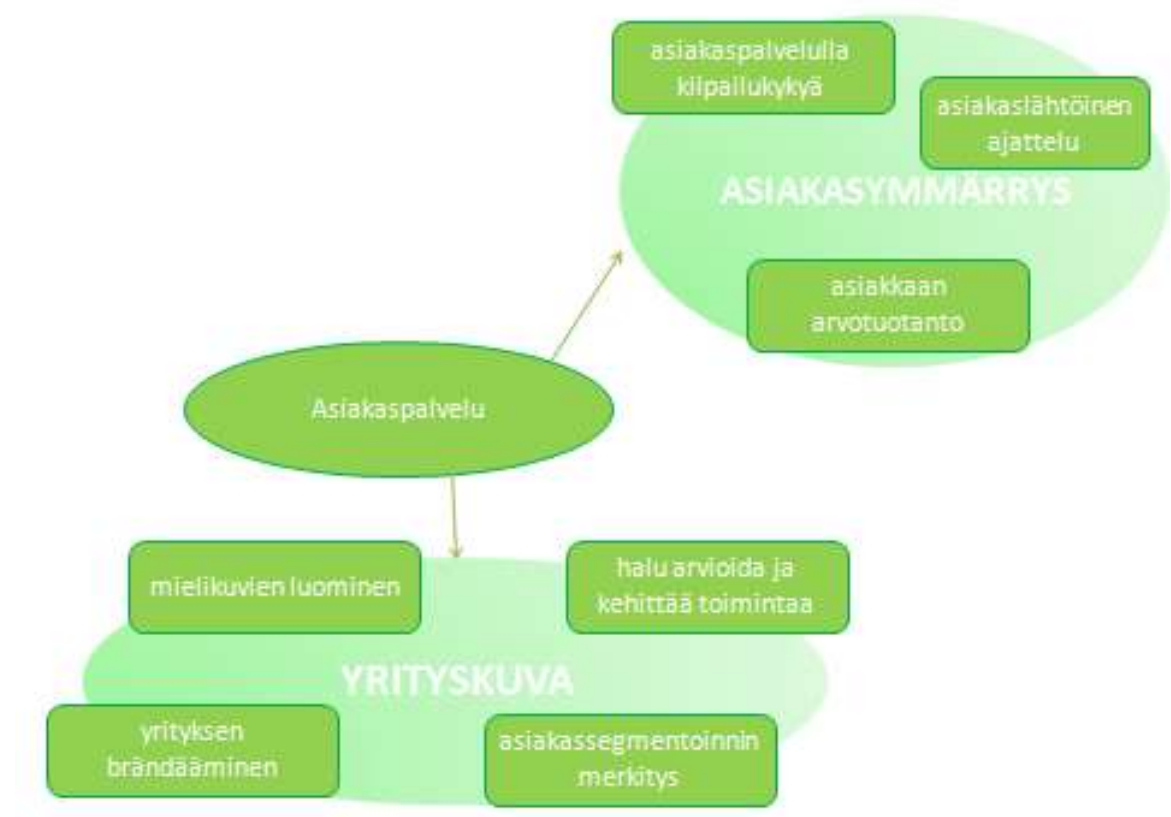 asiakaspalvelulla
kilpailukykyä
asiakaslähtöinen
ajattelu
ASIAKASYMMÄRRYS
asiakkaan
arvotuotanto
Asiakaspalvelu
mielikuvien luominen
halu arvioida ja
kehittää toimintaa
YRITYSKUVA
yrityksen
brändääminen
asiakassegmentoinnin
merkitys